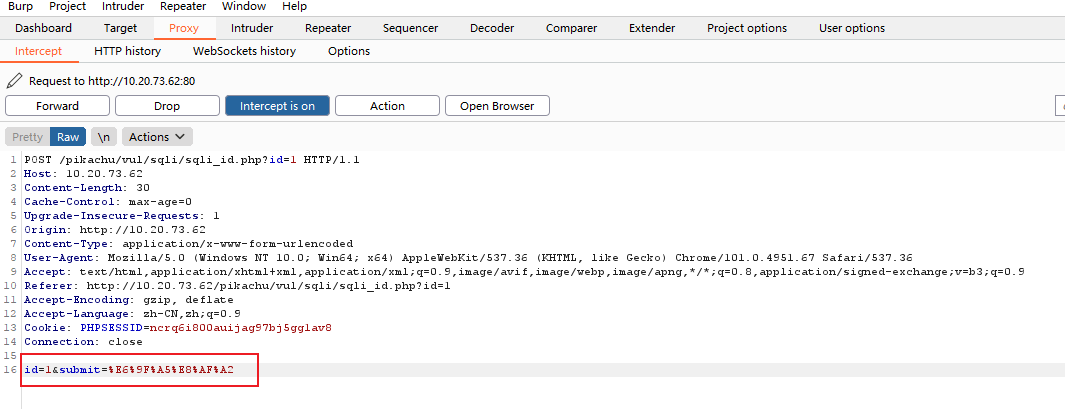 Burp Project Intruder Repeater Window Help
Dashboard Target Proxy Intruder Repeater Sequencer Decoder Comparer Extender Project options User options
Intercept HTTP history WebSockets history Options
Request to http://10.20.73.62:80
Forward Drop Intercept is on Action Open Browser
Pretty Raw \n Actions
1 POST /pikachu/vul/sqli/sqli_id.php?id=1 HTTP/1.1
2 Host: 10.20.73.62
3 Content-Length: 30
4 Cache-Control: max-age=0
5 Upgrade-Insecure-Requests: 1
6 Origin: http://10.20.73.62
7 Content-Type: application/x-www-form-urlencoded
8 User-Agent: Mozilla/5.0 (Windows NT 10.0; Win64; x64) AppleWebKit/537.36 (KHTML, like Gecko) Chrome/101.0.4951.67 Safari/537.36
9 Accept: text/html,application/xhtml+xml,application/xml;q=0.9,image/avif,image/webp,image/apng,*/*;q=0.8,application/signed-exchange;v=b3;q=0.9
10 Referer: http://10.20.73.62/pikachu/vul/sqli/sqli_id.php?id=1
11 Accept-Encoding: gzip, deflate
12 Accept-Language: zh-CN,zh;q=0.9
13 Cookie: PHPSESSID=ncrq6i800auijag97bj5gglav8
14 Connection: close
15
16 id=1&submit=%E6%9F%A5%E8%AF%A2